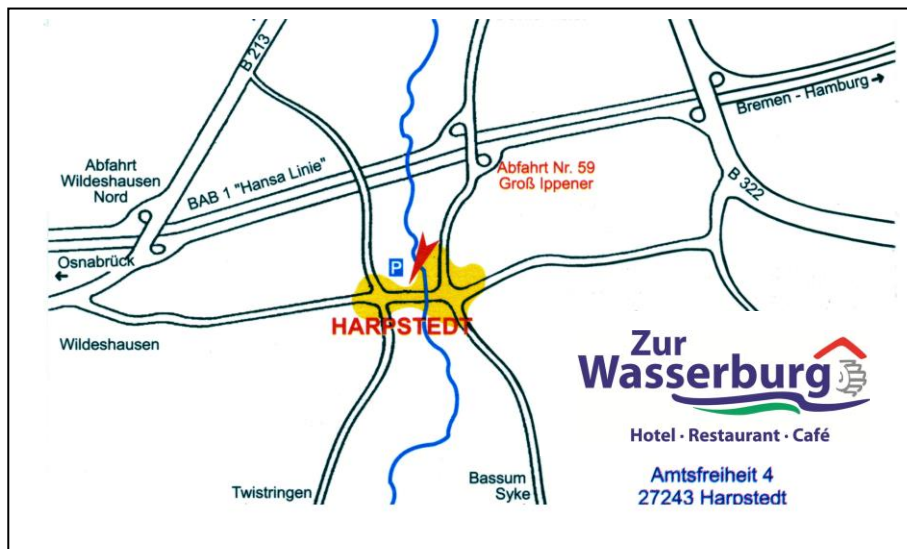 B 213
Bremen - Hamburg
Abfahrt
Wildeshausen
Nord
BAB 1 "Hansa Linie"
Abfahrt Nr. 59
Groß Ippener
B 322
Osnabrück
P
HARPSTEDT
Wildeshausen
Zur
Wasserburg
Hotel · Restaurant · Café
Twistringen
Bassum
Syke
Amtsfreiheit 4
27243 Harpstedt